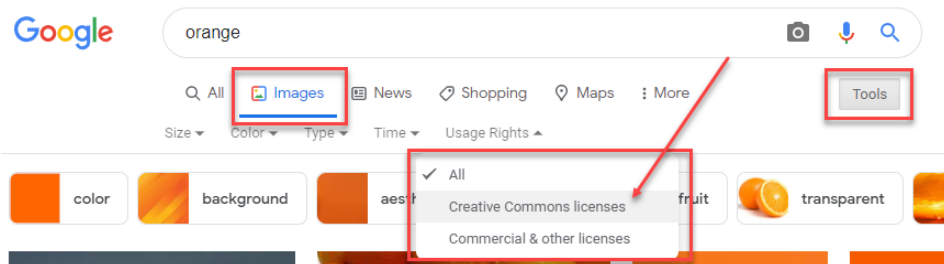 Google orange
All Images News Shopping Maps More Tools
Size Color Type Time Usage Rights
All
color background aesth fruit transparent
Creative Commons licenses
Commercial & other licenses